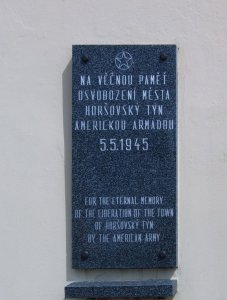 NA VĚČNOU PAMĚŤ
OSVOBOZENÍ MĚSTA
HORŠOVSKÝ TÝN
AMERICKOU ARMÁDOU
5.5.1945
FOR THE ETERNAL MEMORY
OF THE LIBERATION OF THE TOWN
OF HORŠOVSKÝ TÝN
BY THE AMERICAN ARMY